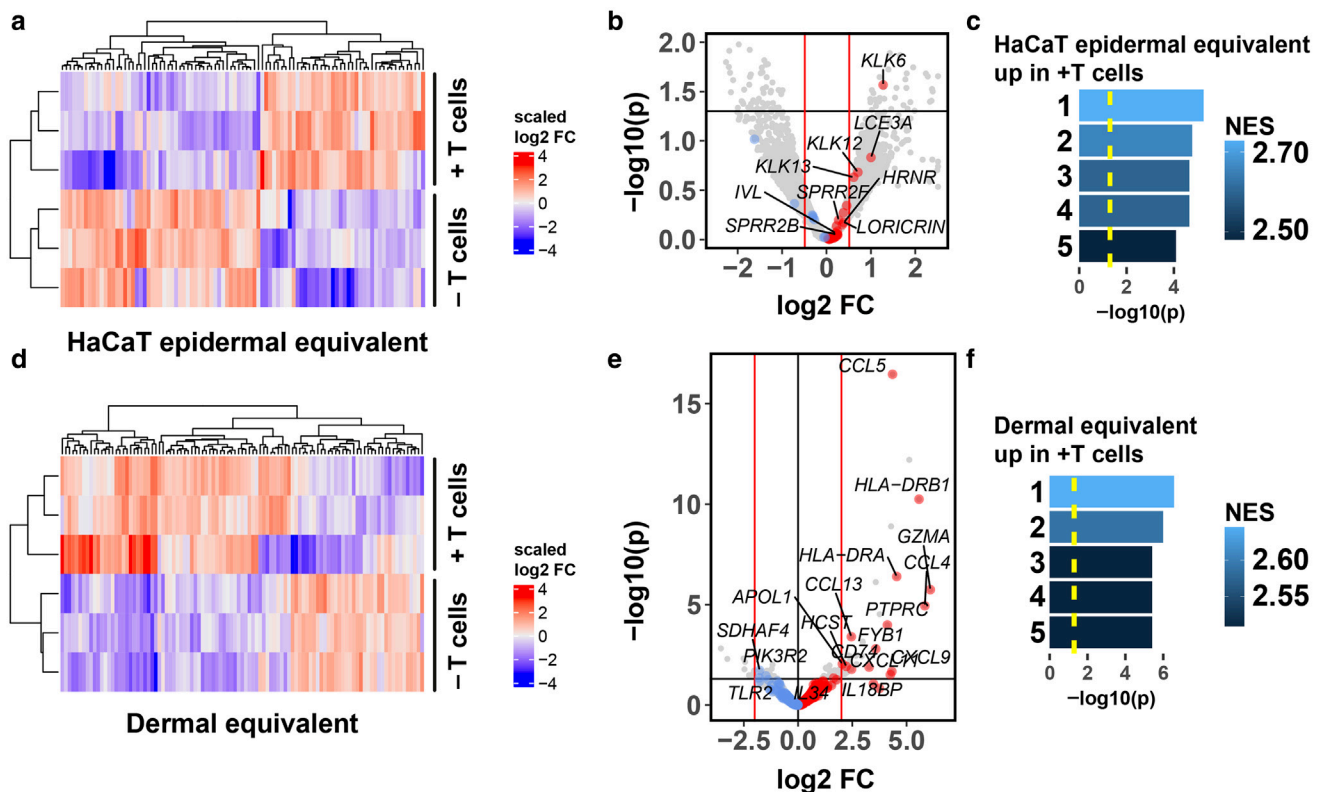 a
+ T cells
− T cells
scaled
log2 FC
4
2
0
−2
−4
HaCaT epidermal equivalent
b
−log10(p)
2.0
1.5
1.0
0.5
0.0
KLK6
LCE3A
KLK12
KLK13
HRNR
IVL
SPRR2F
SPRR2B
LORICRIN
−2
−1
0
1
2
log2 FC
c
HaCaT epidermal equivalent
up in +T cells
1
2
3
4
5
0
2
4
−log10(p)
NES
2.70
2.50
d
+ T cells
− T cells
scaled
log2 FC
4
2
0
−2
−4
Dermal equivalent
e
−log10(p)
15
10
5
0
CCL5
HLA−DRB1
GZMA
HLA−DRA
CCL4
CCL13
APOL1
PTPRC
HCST
FYB1
SDHAF4
CD74
CXCL9
PIK3R2
CXCL11
TLR2
IL34
IL18BP
−2.5
0.0
2.5
5.0
log2 FC
f
Dermal equivalent
up in +T cells
1
2
3
4
5
0
2
4
6
−log10(p)
NES
2.60
2.55